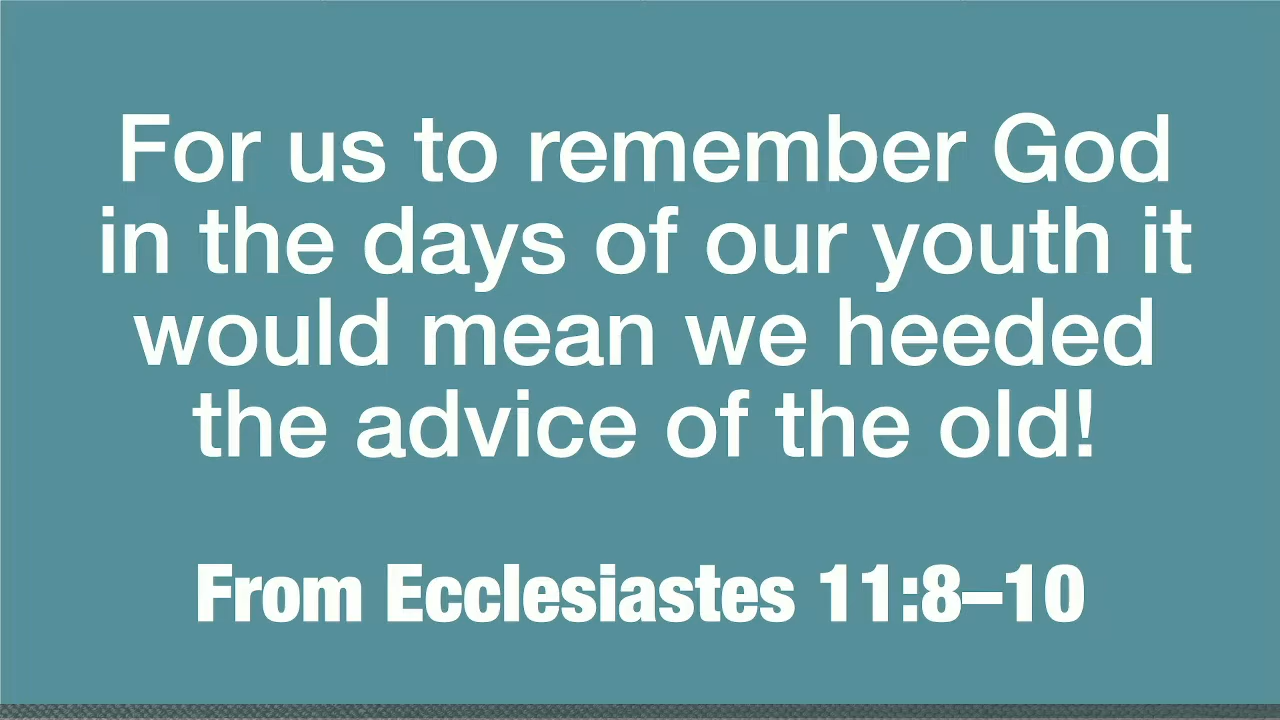 For us to remember God
in the days of our youth it
would mean we heeded
the advice of the old!
From Ecclesiastes 11:8–10